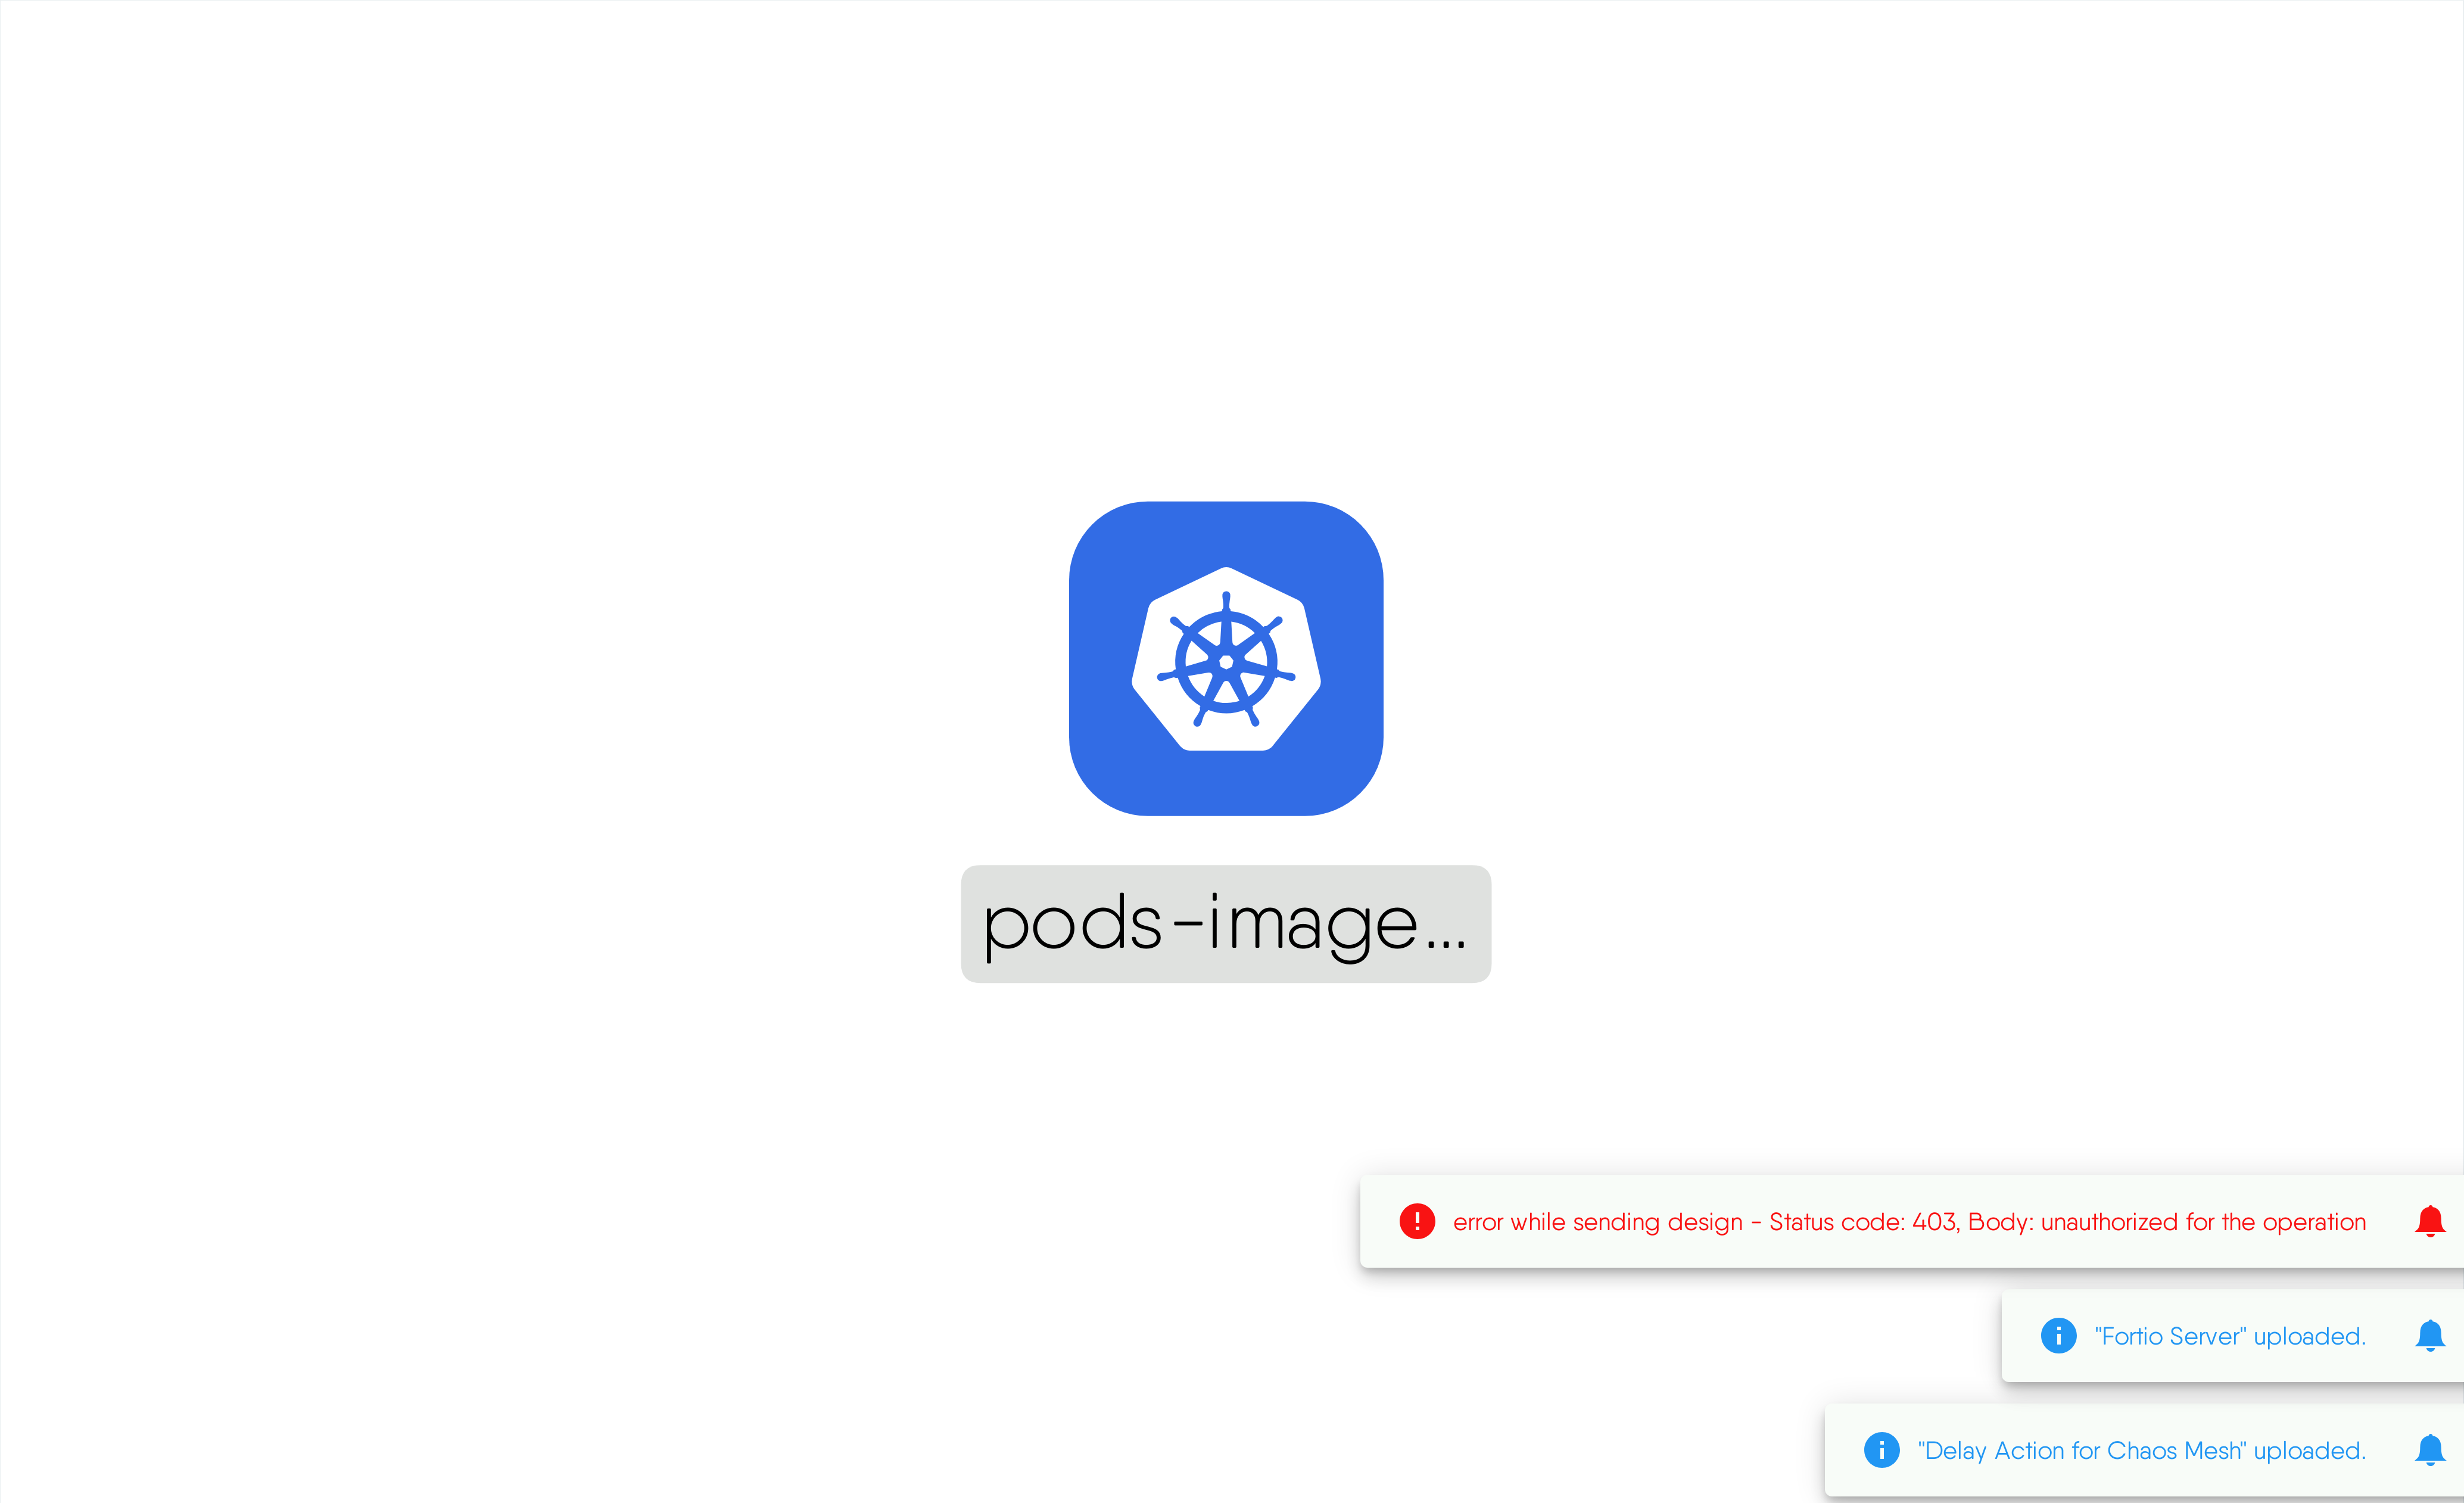 pods-image...
error while sending design - Status code: 403, Body: unauthorized for the operation
"Fortio Server" uploaded.
"Delay Action for Chaos Mesh" uploaded.